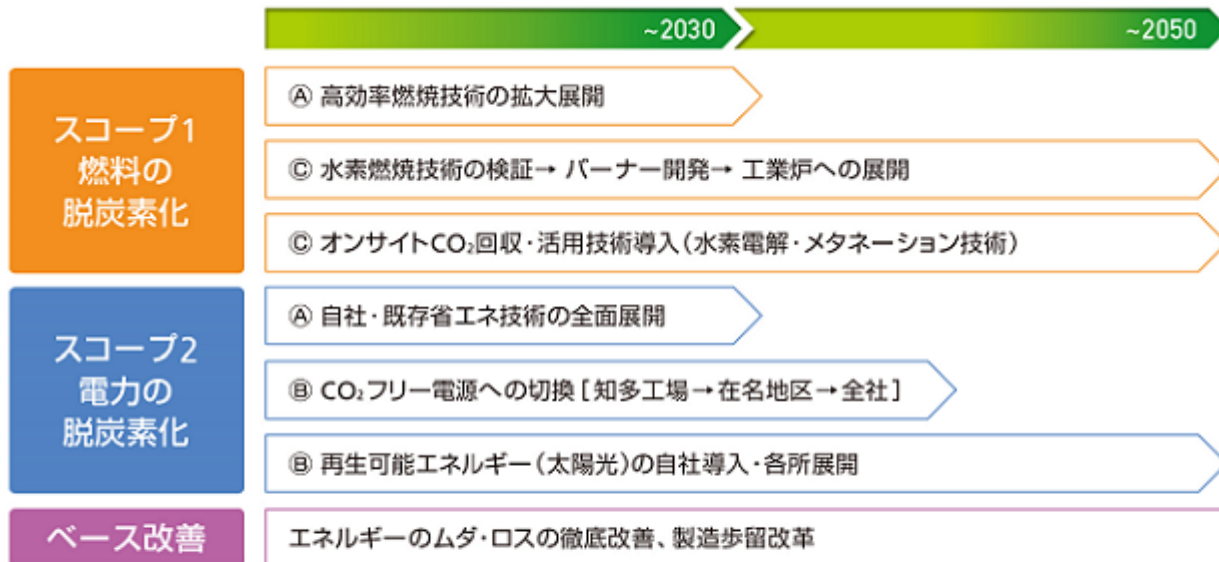 ~2030
~2050
スコープ1
燃料の
脱炭素化
Ⓐ 高効率燃焼技術の拡大展開
Ⓒ 水素燃焼技術の検証→ バーナー開発→ 工業炉への展開
Ⓒ オンサイトCO₂回収・活用技術導入（水素電解・メタネーション技術）
スコープ2
電力の
脱炭素化
Ⓐ 自社・既存省エネ技術の全面展開
Ⓑ CO₂フリー電源への切換［知多工場→在名地区→全社］
Ⓑ 再生可能エネルギー（太陽光）の自社導入・各所展開
ベース改善
エネルギーのムダ・ロスの徹底改善、製造歩留改革